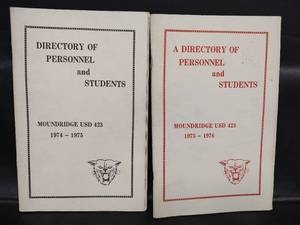 DIRECTORY OF
PERSONNEL
and
STUDENTS
MOUNDRIDGE USD 423
1974 - 1975
A DIRECTORY OF
PERSONNEL
and
STUDENTS
MOUNDRIDGE USD 423
1975 - 1976